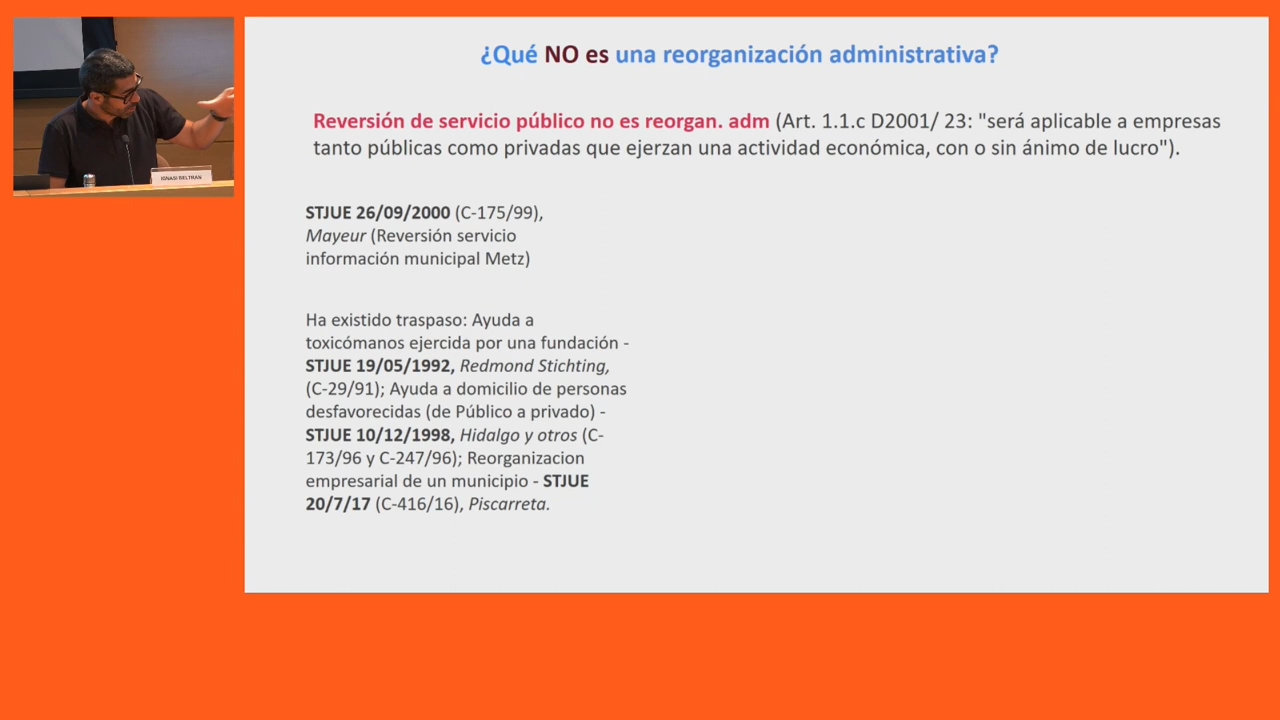 ¿Qué NO es una reorganización administrativa?
Reversión de servicio público no es reorgan. adm (Art. 1.1.c D2001/ 23: "será aplicable a empresas
tanto públicas como privadas que ejerzan una actividad económica, con o sin ánimo de lucro").
STJUE 26/09/2000 (C-175/99),
Mayeur (Reversión servicio
información municipal Metz)
Ha existido traspaso: Ayuda a
toxicómanos ejercida por una fundación -
STJUE 19/05/1992, Redmond Stichting,
(C-29/91); Ayuda a domicilio de personas
desfavorecidas (de Público a privado) -
STJUE 10/12/1998, Hidalgo y otros (C-
173/96 y C-247/96); Reorganizacion
empresarial de un municipio - STJUE
20/7/17 (C-416/16), Piscarreta.
IGNASI BELTRAN